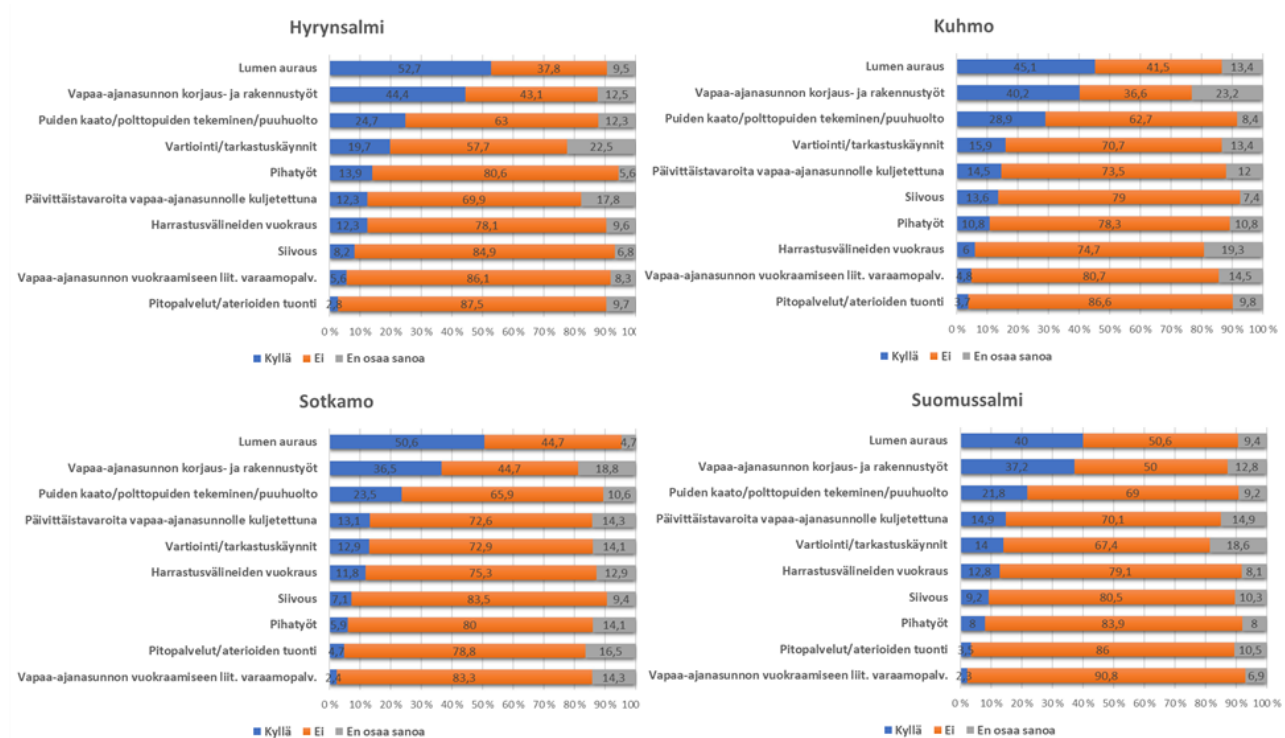 Hyrynsalmi
Lumen auraus 52,7 37,8 9,5
Vapaa-ajanasunnon korjaus- ja rakennustyöt 44,4 43,1 12,5
Puiden kaato/polttopuiden tekeminen/puuhuolto 24,7 63 12,3
Vartiointi/tarkastuskäynnit 19,7 57,7 22,5
Pihatyöt 13,9 80,6 5,6
Päivittäistavaroita vapaa-ajanasunnolle kuljetettuna 12,3 69,9 17,8
Harrastusvälineiden vuokraus 12,3 78,1 9,6
Siivous 8,2 84,9 6,8
Vapaa-ajanasunnon vuokraamiseen liit. varaamopalv. 5,6 86,1 8,3
Pitopalvelut/aterioiden tuonti 2,8 87,5 9,7
0 % 10 % 20 % 30 % 40 % 50 % 60 % 70 % 80 % 90 % 100
Kyllä Ei En osaa sanoa
Kuhmo
Lumen auraus 45,1 41,5 13,4
Vapaa-ajanasunnon korjaus- ja rakennustyöt 40,2 36,6 23,2
Puiden kaato/polttopuiden tekeminen/puuhuolto 28,9 62,7 8,4
Vartiointi/tarkastuskäynnit 15,9 70,7 13,4
Päivittäistavaroita vapaa-ajanasunnolle kuljetettuna 14,5 73,5 12
Siivous 13,6 79 7,4
Pihatyöt 10,8 78,3 10,8
Harrastusvälineiden vuokraus 6 74,7 19,3
Vapaa-ajanasunnon vuokraamiseen liit. varaamopalv. 4,8 80,7 14,5
Pitopalvelut/aterioiden tuonti 3,7 86,6 9,8
0 % 10 % 20 % 30 % 40 % 50 % 60 % 70 % 80 % 90 % 100 %
Kyllä Ei En osaa sanoa
Sotkamo
Lumen auraus 50,6 44,7 4,7
Vapaa-ajanasunnon korjaus- ja rakennustyöt 36,5 44,7 18,8
Puiden kaato/polttopuiden tekeminen/puuhuolto 23,5 65,9 10,6
Päivittäistavaroita vapaa-ajanasunnolle kuljetettuna 13,1 72,6 14,3
Vartiointi/tarkastuskäynnit 12,9 72,9 14,1
Harrastusvälineiden vuokraus 11,8 75,3 12,9
Siivous 7,1 83,5 9,4
Pihatyöt 5,9 80 14,1
Pitopalvelut/aterioiden tuonti 4,7 78,8 16,5
Vapaa-ajanasunnon vuokraamiseen liit. varaamopalv. 2,4 83,3 14,3
0 % 10 % 20 % 30 % 40 % 50 % 60 % 70 % 80 % 90 % 100 %
Kyllä Ei En osaa sanoa
Suomussalmi
Lumen auraus 40 50,6 9,4
Vapaa-ajanasunnon korjaus- ja rakennustyöt 37,2 50 12,8
Puiden kaato/polttopuiden tekeminen/puuhuolto 21,8 69 9,2
Päivittäistavaroita vapaa-ajanasunnolle kuljetettuna 14,9 70,1 14,9
Vartiointi/tarkastuskäynnit 14 67,4 18,6
Harrastusvälineiden vuokraus 12,8 79,1 8,1
Siivous 9,2 80,5 10,3
Pihatyöt 8 83,9 8
Pitopalvelut/aterioiden tuonti 3,5 86 10,5
Vapaa-ajanasunnon vuokraamiseen liit. varaamopalv. 2,3 90,8 6,9
0 % 10 % 20 % 30 % 40 % 50 % 60 % 70 % 80 % 90 % 100 %
Kyllä Ei En osaa sanoa